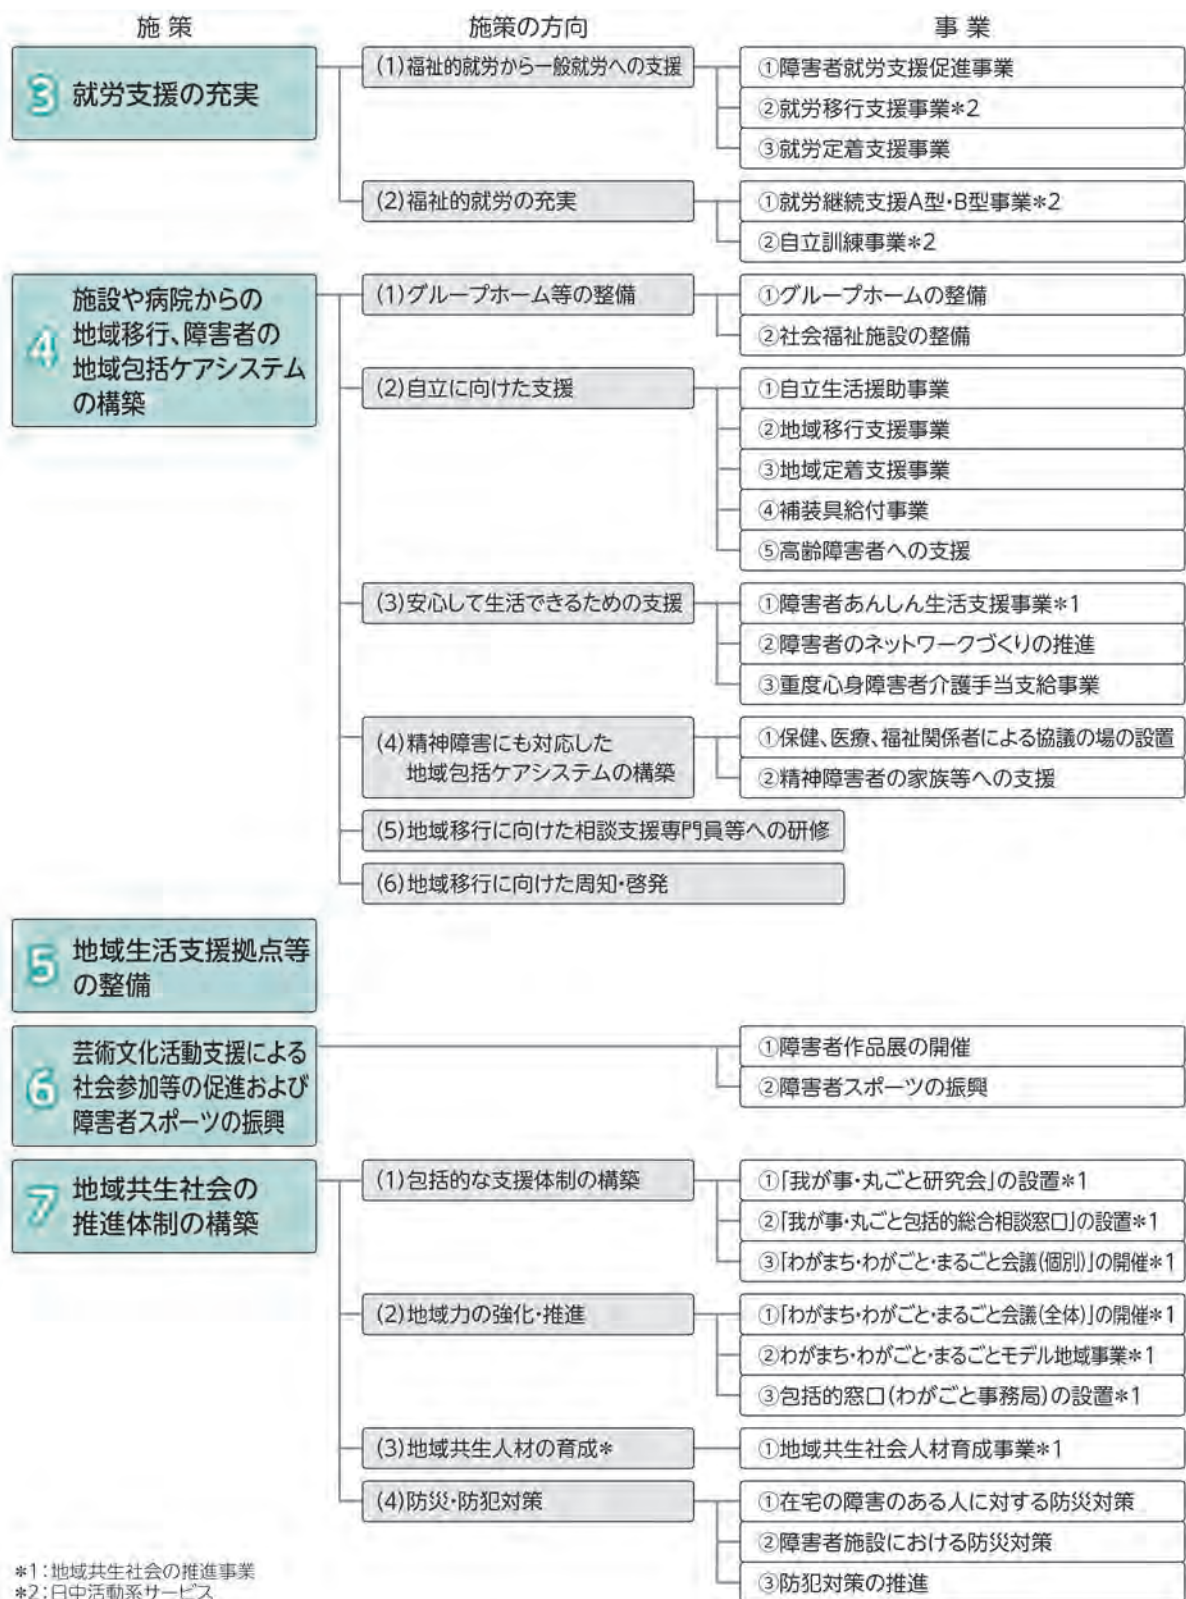 施策 施策の方向 事業
3 就労支援の充実
(1)福祉的就労から一般就労への支援
①障害者就労支援促進事業
②就労移行支援事業*2
③就労定着支援事業
(2)福祉的就労の充実
①就労継続支援A型・B型事業*2
②自立訓練事業*2
4 施設や病院からの
地域移行、障害者の
地域包括ケアシステム
の構築
(1)グループホーム等の整備
①グループホームの整備
②社会福祉施設の整備
(2)自立に向けた支援
①自立生活援助事業
②地域移行支援事業
③地域定着支援事業
④補装具給付事業
⑤高齢障害者への支援
(3)安心して生活できるための支援
①障害者あんしん生活支援事業*1
②障害者のネットワークづくりの推進
③重度心身障害者介護手当支給事業
(4)精神障害にも対応した
地域包括ケアシステムの構築
①保健、医療、福祉関係者による協議の場の設置
②精神障害者の家族等への支援
(5)地域移行に向けた相談支援専門員等への研修
(6)地域移行に向けた周知・啓発
5 地域生活支援拠点等
の整備
6 芸術文化活動支援による
社会参加等の促進および
障害者スポーツの振興
①障害者作品展の開催
②障害者スポーツの振興
7 地域共生社会の
推進体制の構築
(1)包括的な支援体制の構築
①「我が事・丸ごと研究会」の設置*1
②「我が事・丸ごと包括的総合相談窓口」の設置*1
③「わがまち・わがごと・まるごと会議(個別)」の開催*1
(2)地域力の強化・推進
①「わがまち・わがごと・まるごと会議(全体)」の開催*1
②わがまち・わがごと・まるごとモデル地域事業*1
③包括的窓口(わがごと事務局)の設置*1
(3)地域共生人材の育成*
①地域共生社会人材育成事業*1
(4)防災・防犯対策
①在宅の障害のある人に対する防災対策
②障害者施設における防災対策
③防犯対策の推進
*1:地域共生社会の推進事業
*2:日中活動系サービス